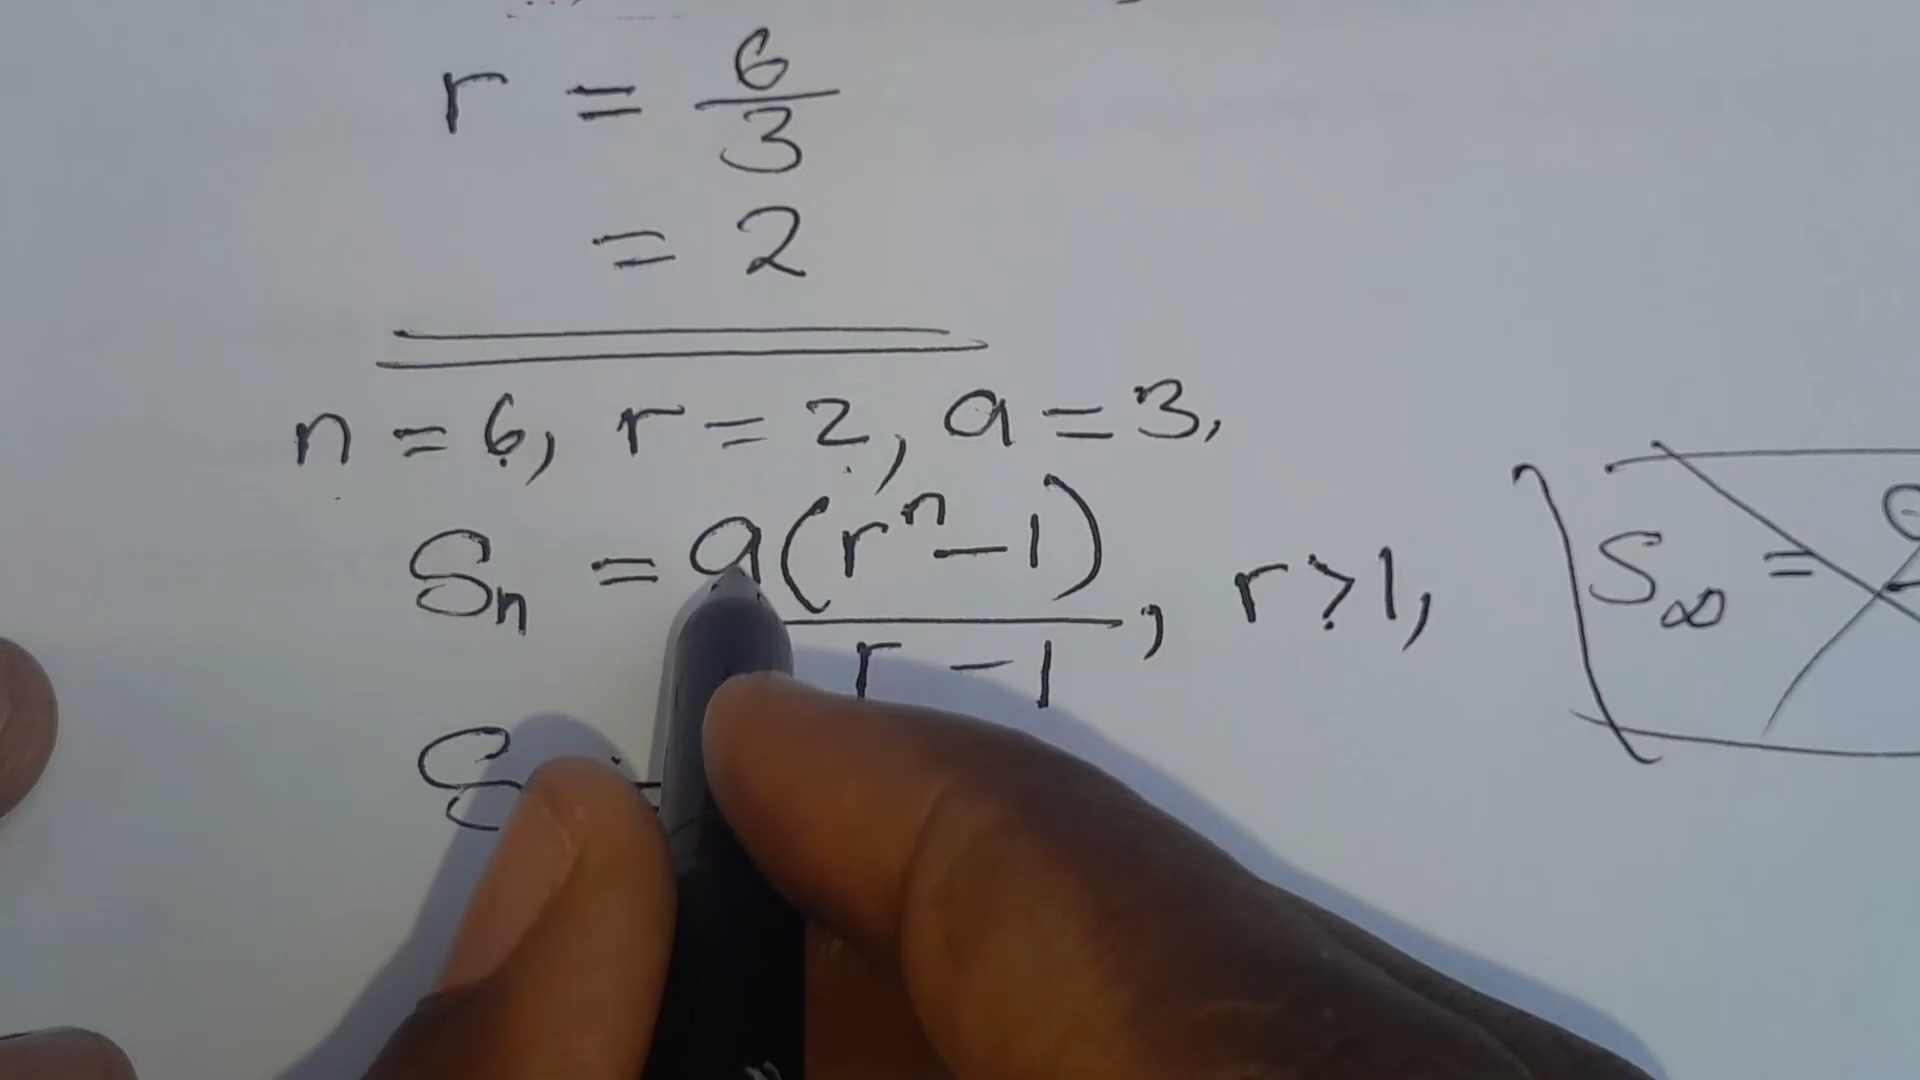 r = 6/3
= 2
n = 6, r = 2, a = 3,
Sn = a(r^n - 1)/(r - 1), r > 1,
S =
S∞ =